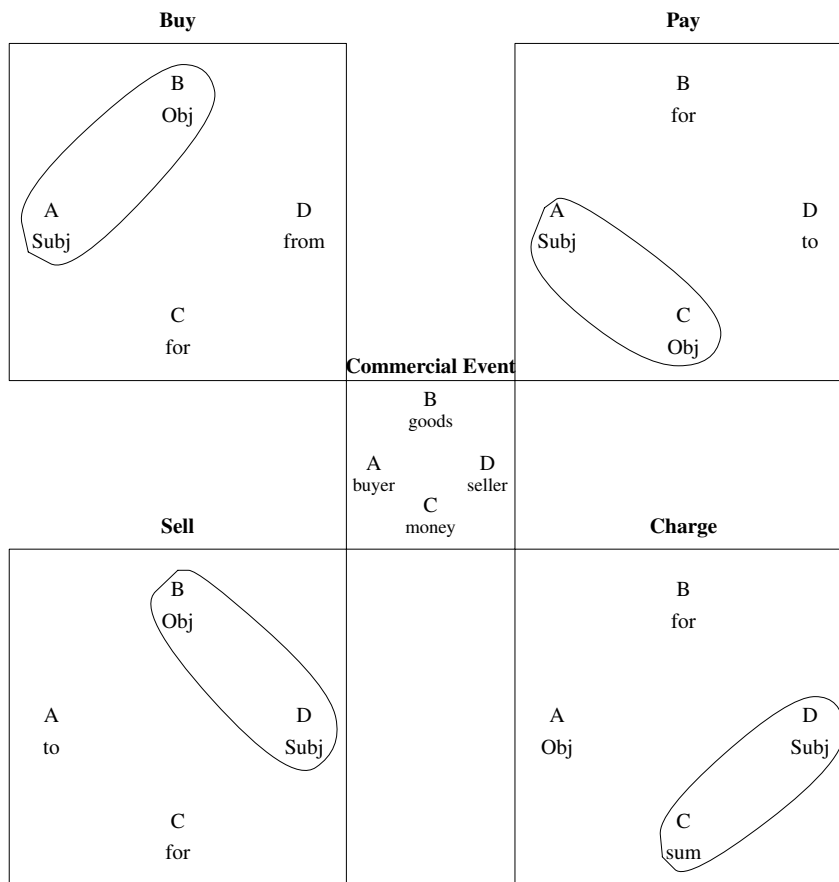 Buy
B
Obj
A
Subj
D
from
C
for
Pay
B
for
A
Subj
D
to
C
Obj
Commercial Event
B
goods
A
buyer
D
seller
C
money
Sell
B
Obj
A
to
D
Subj
C
for
Charge
B
for
A
Obj
D
Subj
C
sum